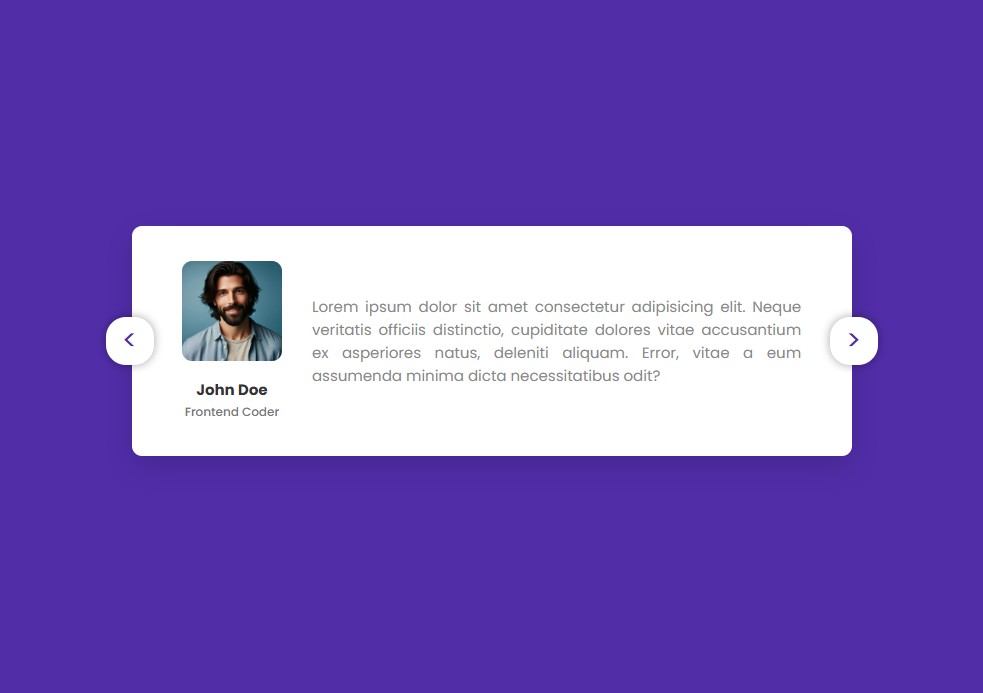 Lorem ipsum dolor sit amet consectetur adipisicing elit. Neque
veritatis officiis distinctio, cupiditate dolores vitae accusantium
ex asperiores natus, deleniti aliquam. Error, vitae a eum
assumenda minima dicta necessitatibus odit?
John Doe
Frontend Coder